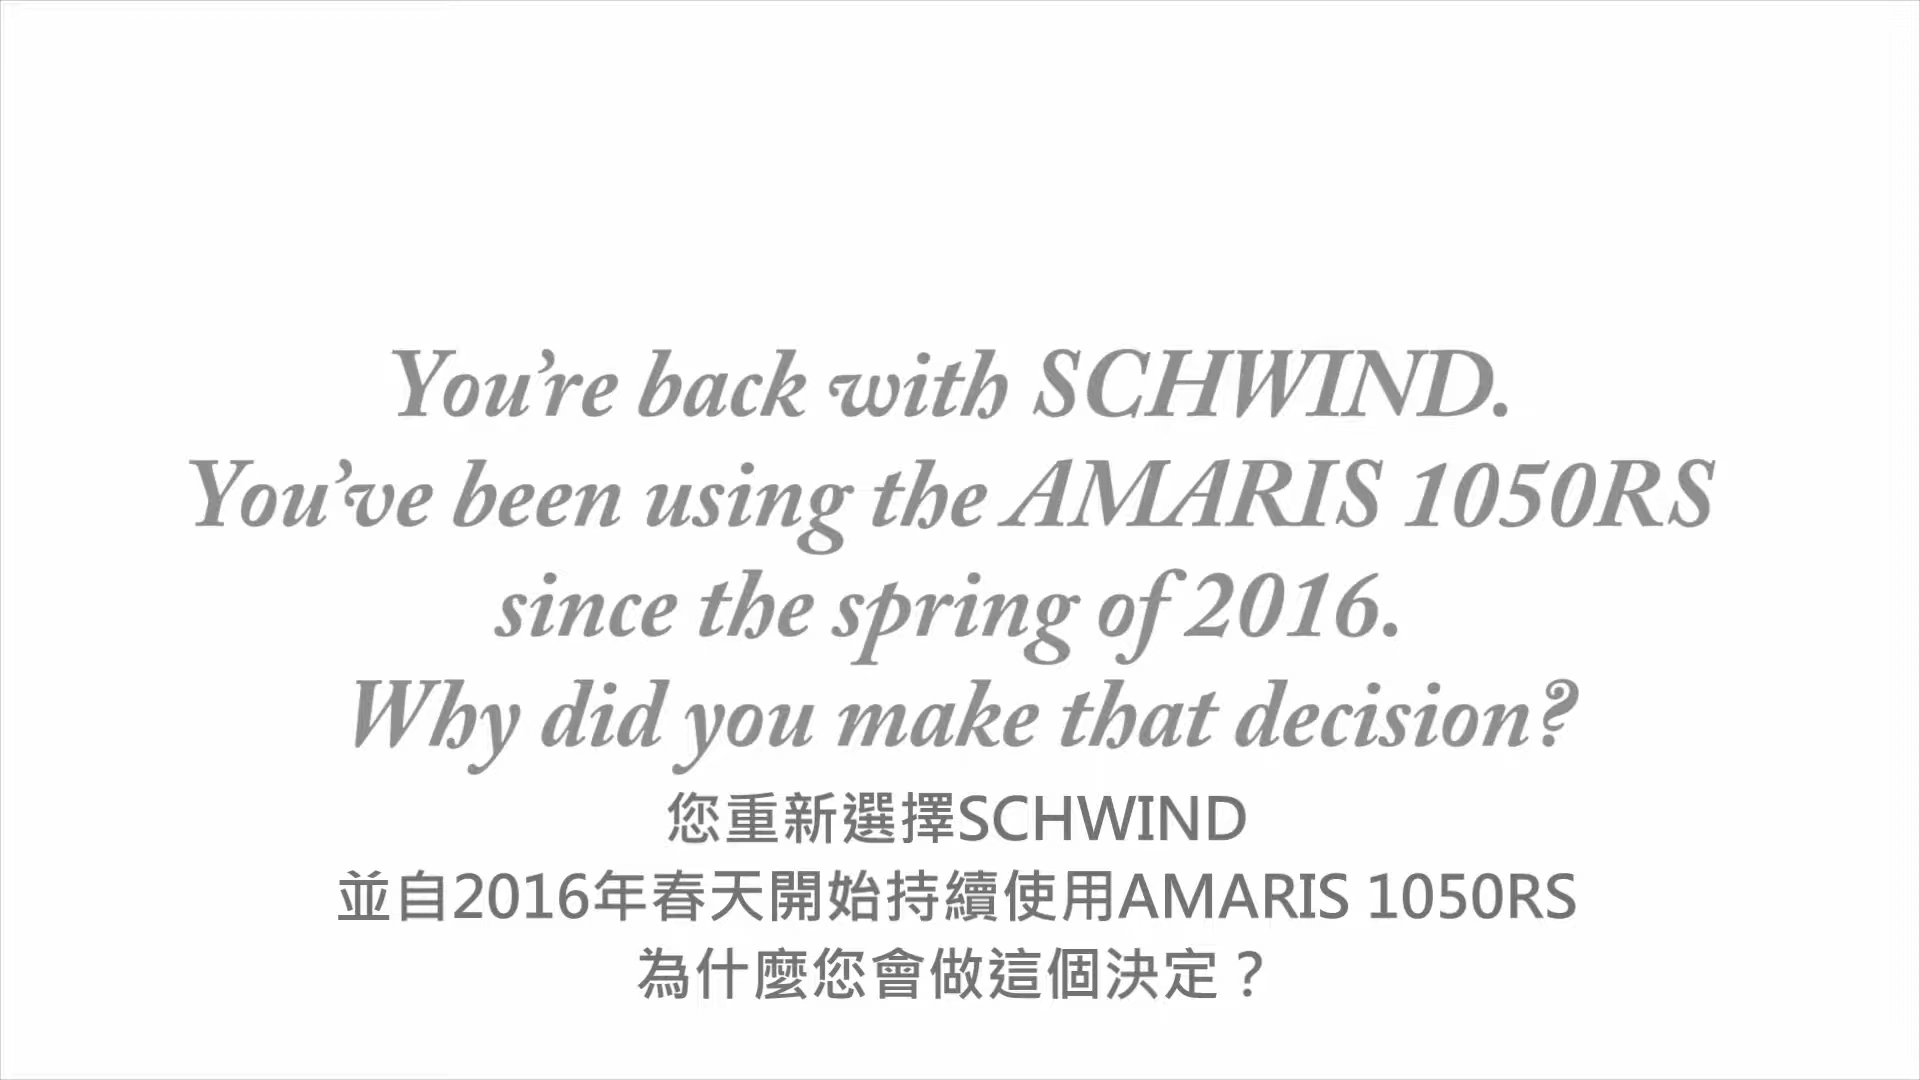 You’re back with SCHWIND.
You’ve been using the AMARIS 1050RS
since the spring of 2016.
Why did you make that decision?
您重新選擇SCHWIND
並自2016年春天開始持續使用AMARIS 1050RS
為什麼您會做這個決定？